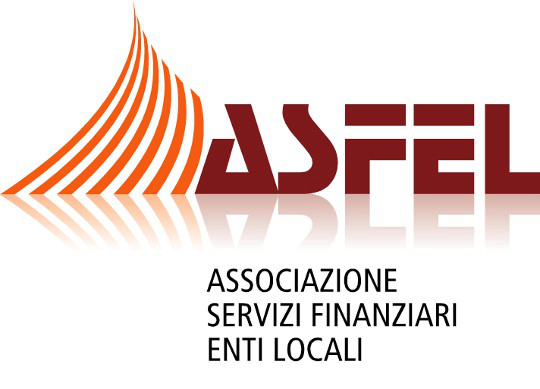 ASFEL
ASSOCIAZIONE
SERVIZI FINANZIARI
ENTI LOCALI